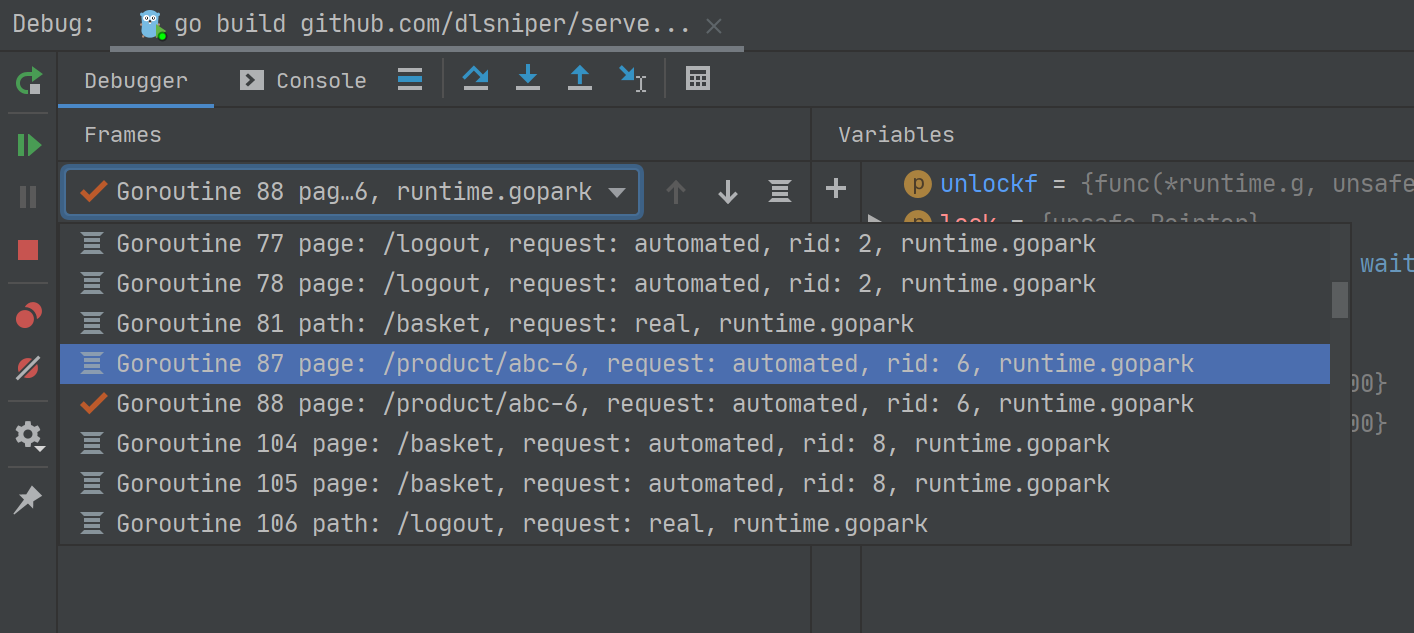 Debug: go build github.com/dlsniper/serve...
Debugger Console
Frames Variables
Goroutine 88 pag…6, runtime.gopark
p unlockf = {func(*runtime.g, unsafe
p lock = {unsafe.Pointer}
Goroutine 77 page: /logout, request: automated, rid: 2, runtime.gopark
wait
Goroutine 78 page: /logout, request: automated, rid: 2, runtime.gopark
Goroutine 81 path: /basket, request: real, runtime.gopark
Goroutine 87 page: /product/abc-6, request: automated, rid: 6, runtime.gopark
00}
Goroutine 88 page: /product/abc-6, request: automated, rid: 6, runtime.gopark
00}
Goroutine 104 page: /basket, request: automated, rid: 8, runtime.gopark
Goroutine 105 page: /basket, request: automated, rid: 8, runtime.gopark
Goroutine 106 path: /logout, request: real, runtime.gopark